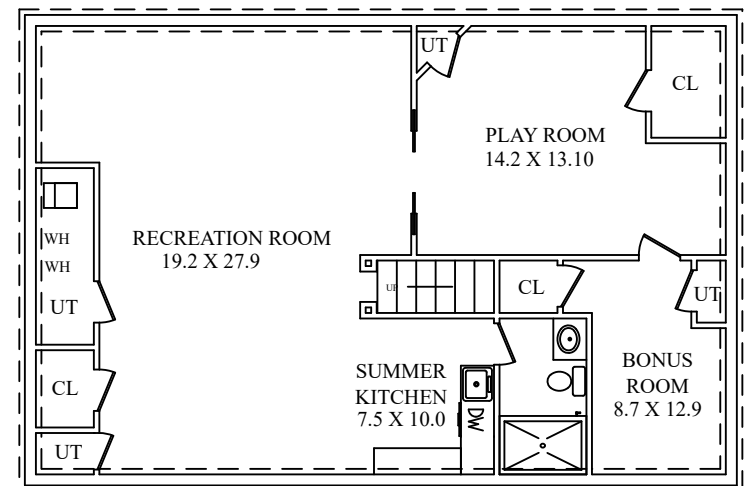 UT
CL
PLAY ROOM
14.2 X 13.10
WH
WH
UT
RECREATION ROOM
19.2 X 27.9
UP
CL
UT
CL
SUMMER
KITCHEN
7.5 X 10.0
DW
BONUS
ROOM
8.7 X 12.9
UT